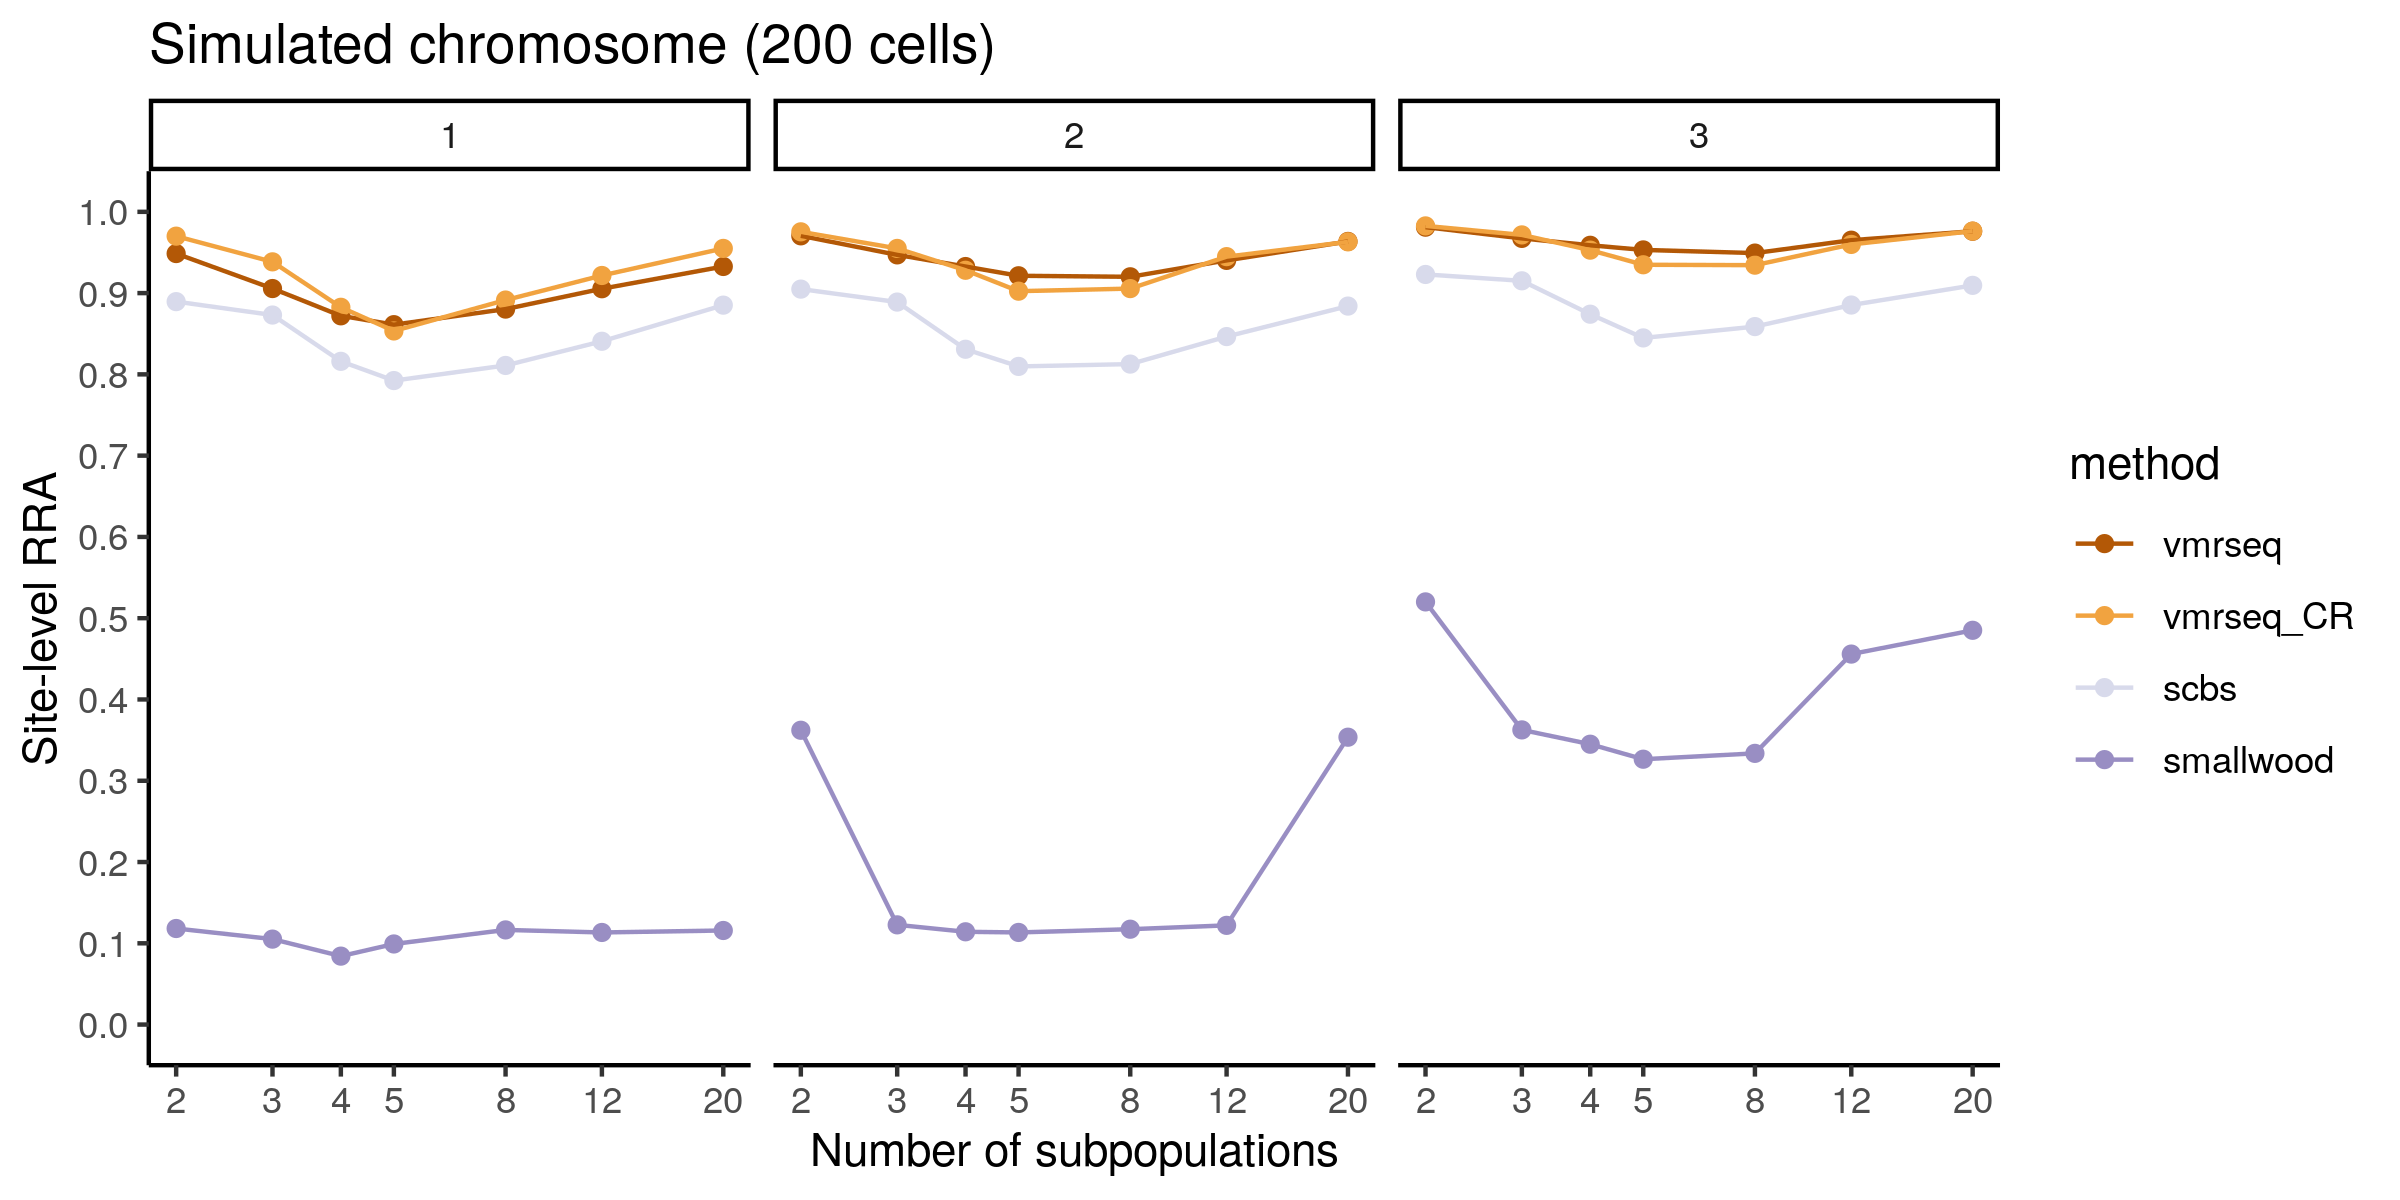 Simulated chromosome (200 cells)
1 2 3
1.0
0.9
0.8
0.7
0.6
0.5
0.4
0.3
0.2
0.1
0.0
Site-level RRA
2 3 4 5 8 12 20 2 3 4 5 8 12 20 2 3 4 5 8 12 20
Number of subpopulations
method
vmrseq
vmrseq_CR
scbs
smallwood